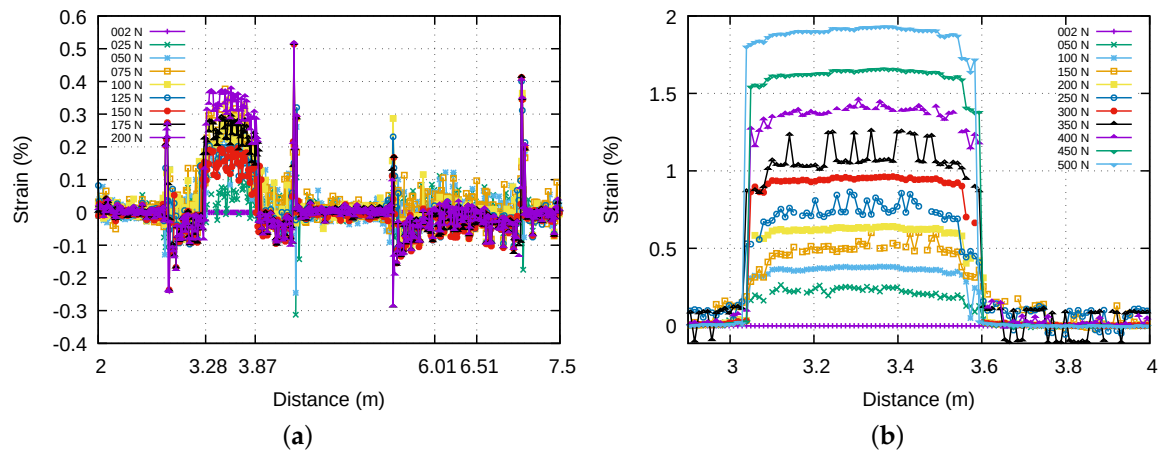 0.6
0.5
0.4
0.3
0.2
0.1
0
-0.1
-0.2
-0.3
-0.4
Strain (%)
002 N
025 N
050 N
075 N
100 N
125 N
150 N
175 N
200 N
2 3.28 3.87 6.01 6.51 7.5
Distance (m)
(a)
2
1.5
1
0.5
0
Strain (%)
002 N
050 N
100 N
150 N
200 N
250 N
300 N
350 N
400 N
450 N
500 N
3 3.2 3.4 3.6 3.8 4
Distance (m)
(b)